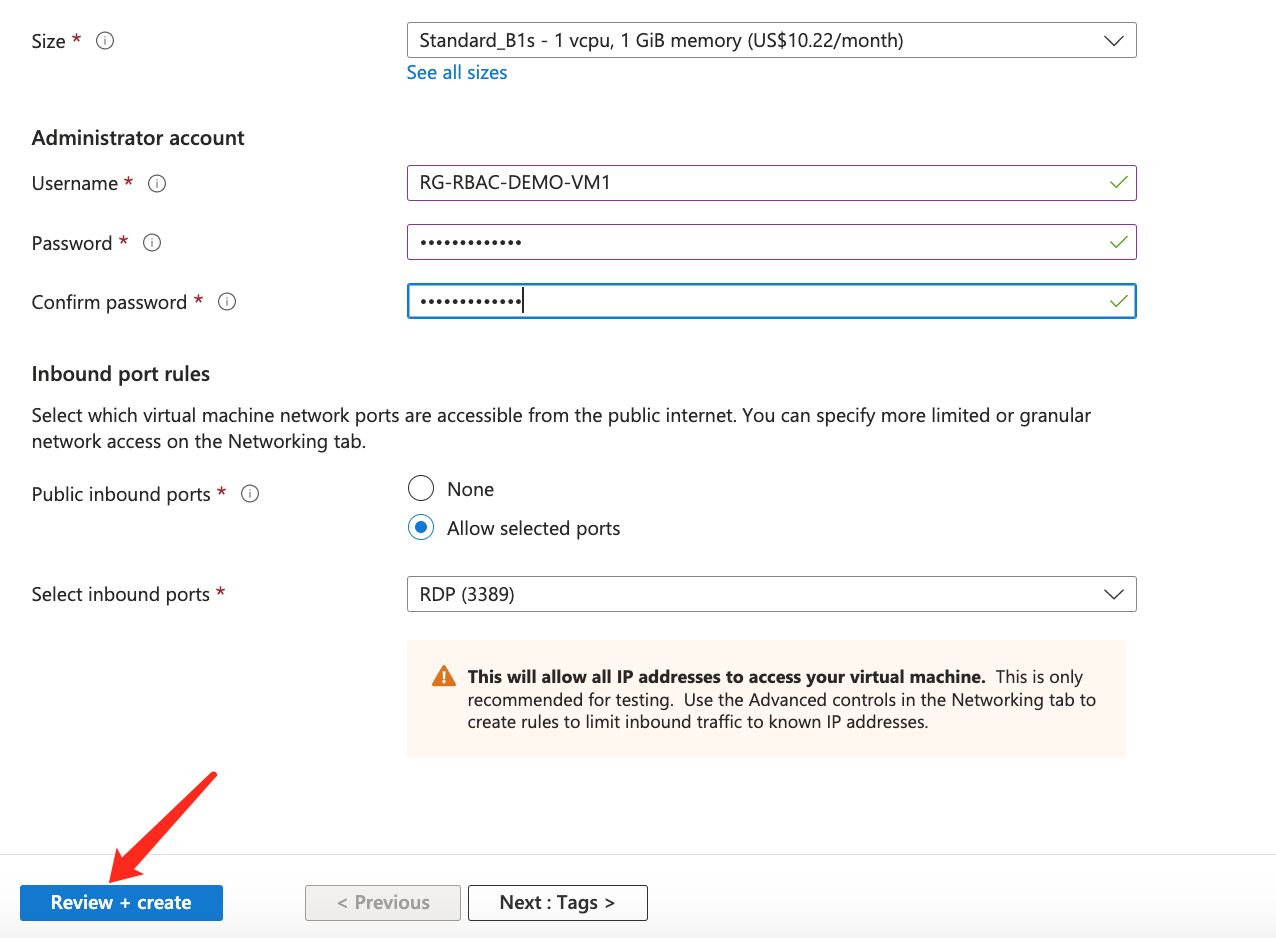 Size *
Standard_B1s - 1 vcpu, 1 GiB memory (US$10.22/month)
See all sizes
Administrator account
Username *
RG-RBAC-DEMO-VM1
Password *
•••••••••••••
Confirm password *
•••••••••••••
Inbound port rules
Select which virtual machine network ports are accessible from the public internet. You can specify more limited or granular
network access on the Networking tab.
Public inbound ports *
None
Allow selected ports
Select inbound ports *
RDP (3389)
This will allow all IP addresses to access your virtual machine. This is only
recommended for testing. Use the Advanced controls in the Networking tab to
create rules to limit inbound traffic to known IP addresses.
Review + create
< Previous
Next : Tags >